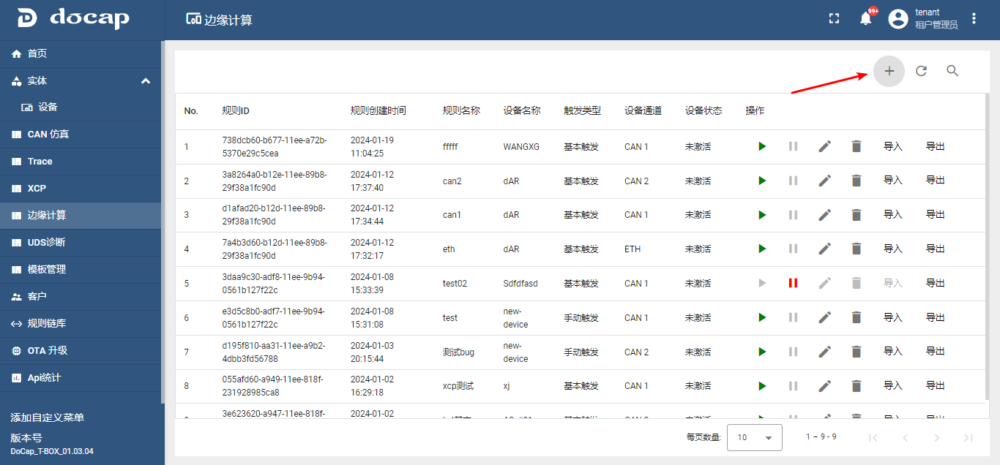 docap
边缘计算
99+
tenant
租户管理员
首页
实体
设备
CAN 仿真
Trace
XCP
边缘计算
UDS诊断
模板管理
客户
规则链库
OTA 升级
Api统计
添加自定义菜单
版本号
DoCap_T-BOX_01.03.04
No. 规则ID 规则创建时间 规则名称 设备名称 触发类型 设备通道 设备状态 操作
1 738dcb60-b677-11ee-a72b-5370e29c5cea 2024-01-19 11:04:25 fffff WANGXG 基本触发 CAN 1 未激活 导入 导出
2 3a8264a0-b12e-11ee-89b8-29f38a1fc90d 2024-01-12 17:37:40 can2 dAR 基本触发 CAN 2 未激活 导入 导出
3 d1afad20-b12d-11ee-89b8-29f38a1fc90d 2024-01-12 17:34:44 can1 dAR 基本触发 CAN 1 未激活 导入 导出
4 7a4b3d60-b12d-11ee-89b8-29f38a1fc90d 2024-01-12 17:32:17 eth dAR 基本触发 ETH 未激活 导入 导出
5 3daa9c30-adf8-11ee-9b94-0561b127f22c 2024-01-08 15:33:39 test02 Sdfdfasd 基本触发 CAN 1 未激活 导入 导出
6 e3d5c8b0-adf7-11ee-9b94-0561b127f22c 2024-01-08 15:31:08 test new-device 手动触发 CAN 1 未激活 导入 导出
7 d195f810-aa31-11ee-a9b2-4dbb3fd56788 2024-01-03 20:15:44 测试bug new-device 手动触发 CAN 2 未激活 导入 导出
8 055afd60-a949-11ee-818f-231928985ca8 2024-01-02 16:29:18 xcp测试 xj 基本触发 CAN 1 未激活 导入 导出
3e623620-a947-11ee-818f- 2024-01-02
每页数量: 10 1 – 9 - 9